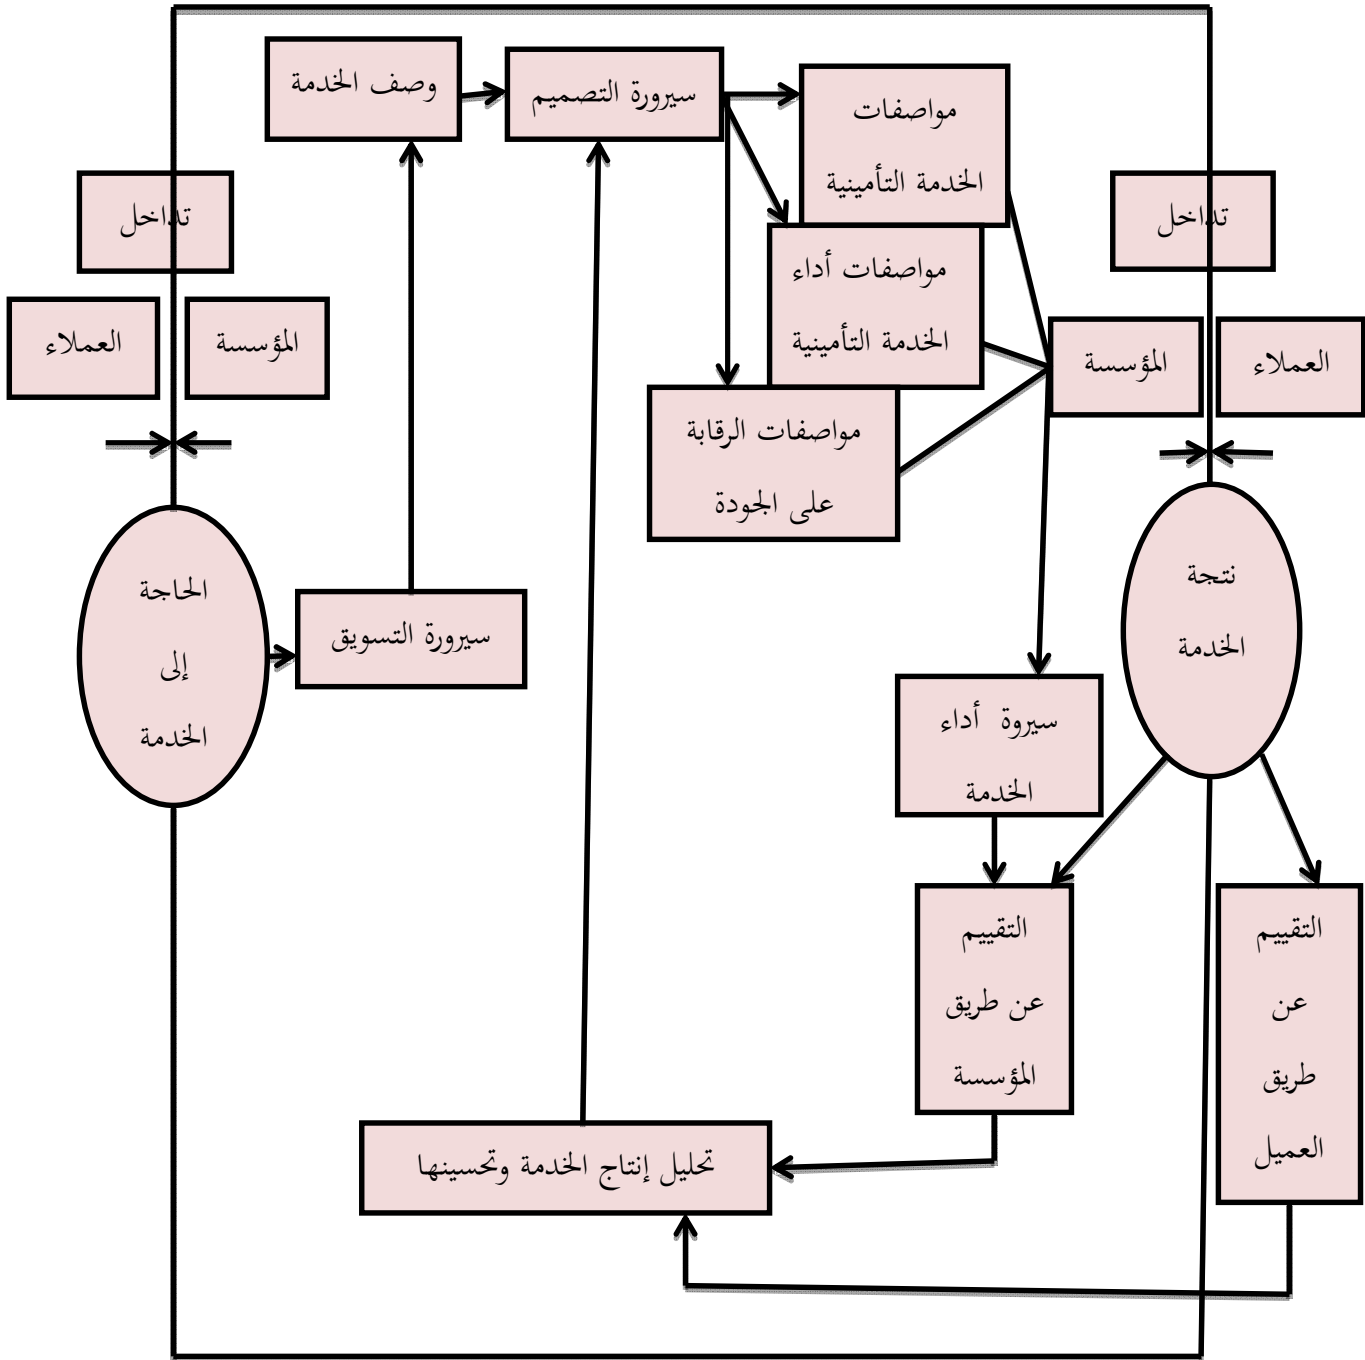 وصف الخدمة
سيرورة التصميم
مواصفات
الخدمة التأمينية
تداخل
تداخل
مواصفات أداء
الخدمة التأمينية
العملاء
المؤسسة
المؤسسة
العملاء
مواصفات الرقابة
على الجودة
الحاجة
إلى
الخدمة
سيرورة التسويق
نتجة
الخدمة
سيروة أداء
الخدمة
التقييم
عن طريق
المؤسسة
التقييم
عن
طريق
العميل
تحليل إنتاج الخدمة وتحسينها